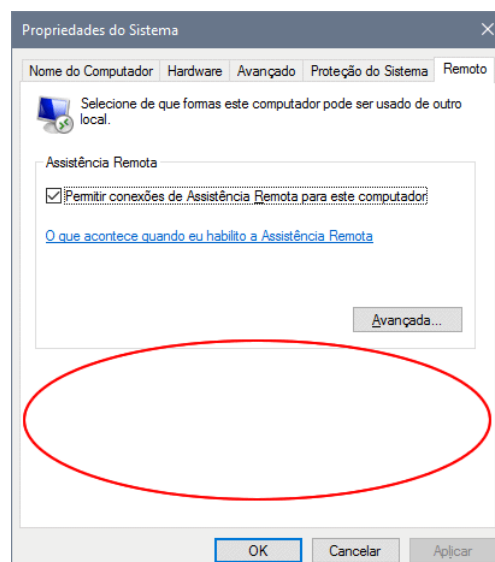 Propriedades do Sistema
Nome do Computador Hardware Avançado Proteção do Sistema Remoto
Selecione de que formas este computador pode ser usado de outro
local.
Assistência Remota
Permitir conexões de Assistência Remota para este computador
O que acontece quando eu habilito a Assistência Remota
Avançada...
OK Cancelar Aplicar